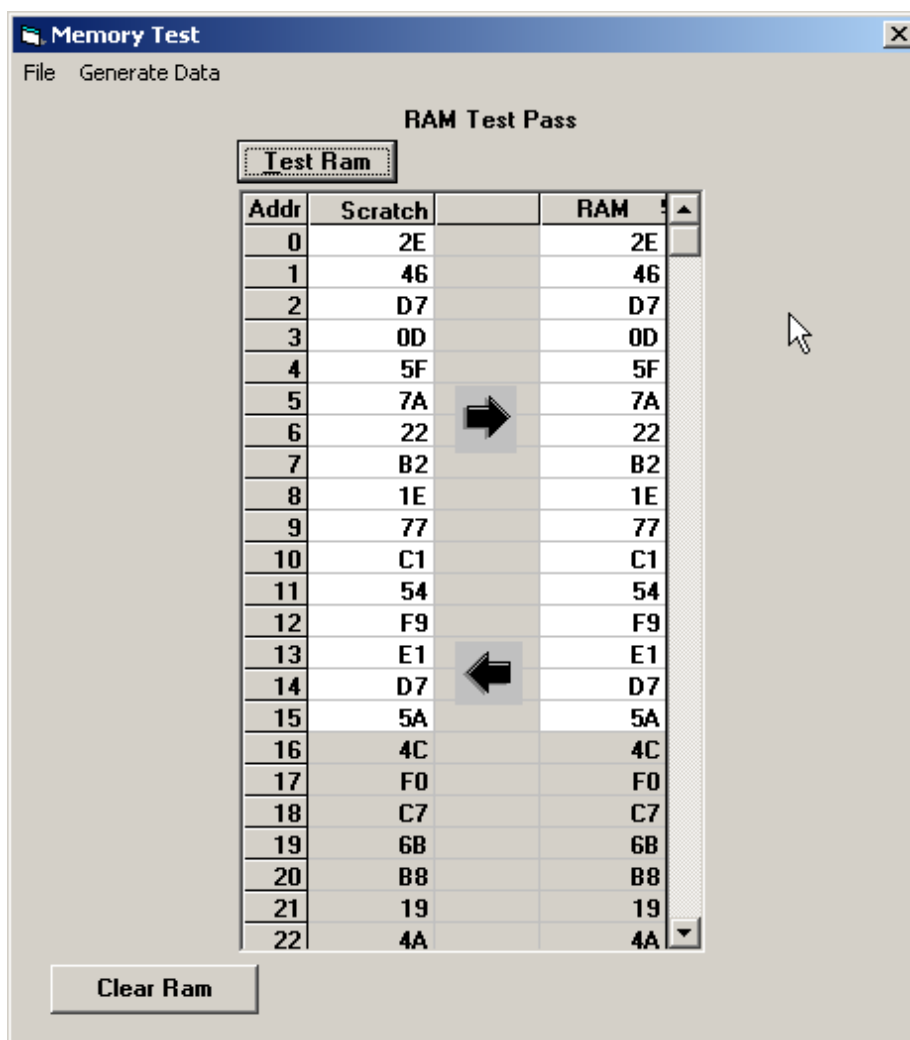 Memory Test
File Generate Data
RAM Test Pass
Test Ram
Addr Scratch RAM
0 2E 2E
1 46 46
2 D7 D7
3 0D 0D
4 5F 5F
5 7A 7A
6 22 22
7 B2 B2
8 1E 1E
9 77 77
10 C1 C1
11 54 54
12 F9 F9
13 E1 E1
14 D7 D7
15 5A 5A
16 4C 4C
17 F0 F0
18 C7 C7
19 6B 6B
20 B8 B8
21 19 19
22 4A 4A
Clear Ram